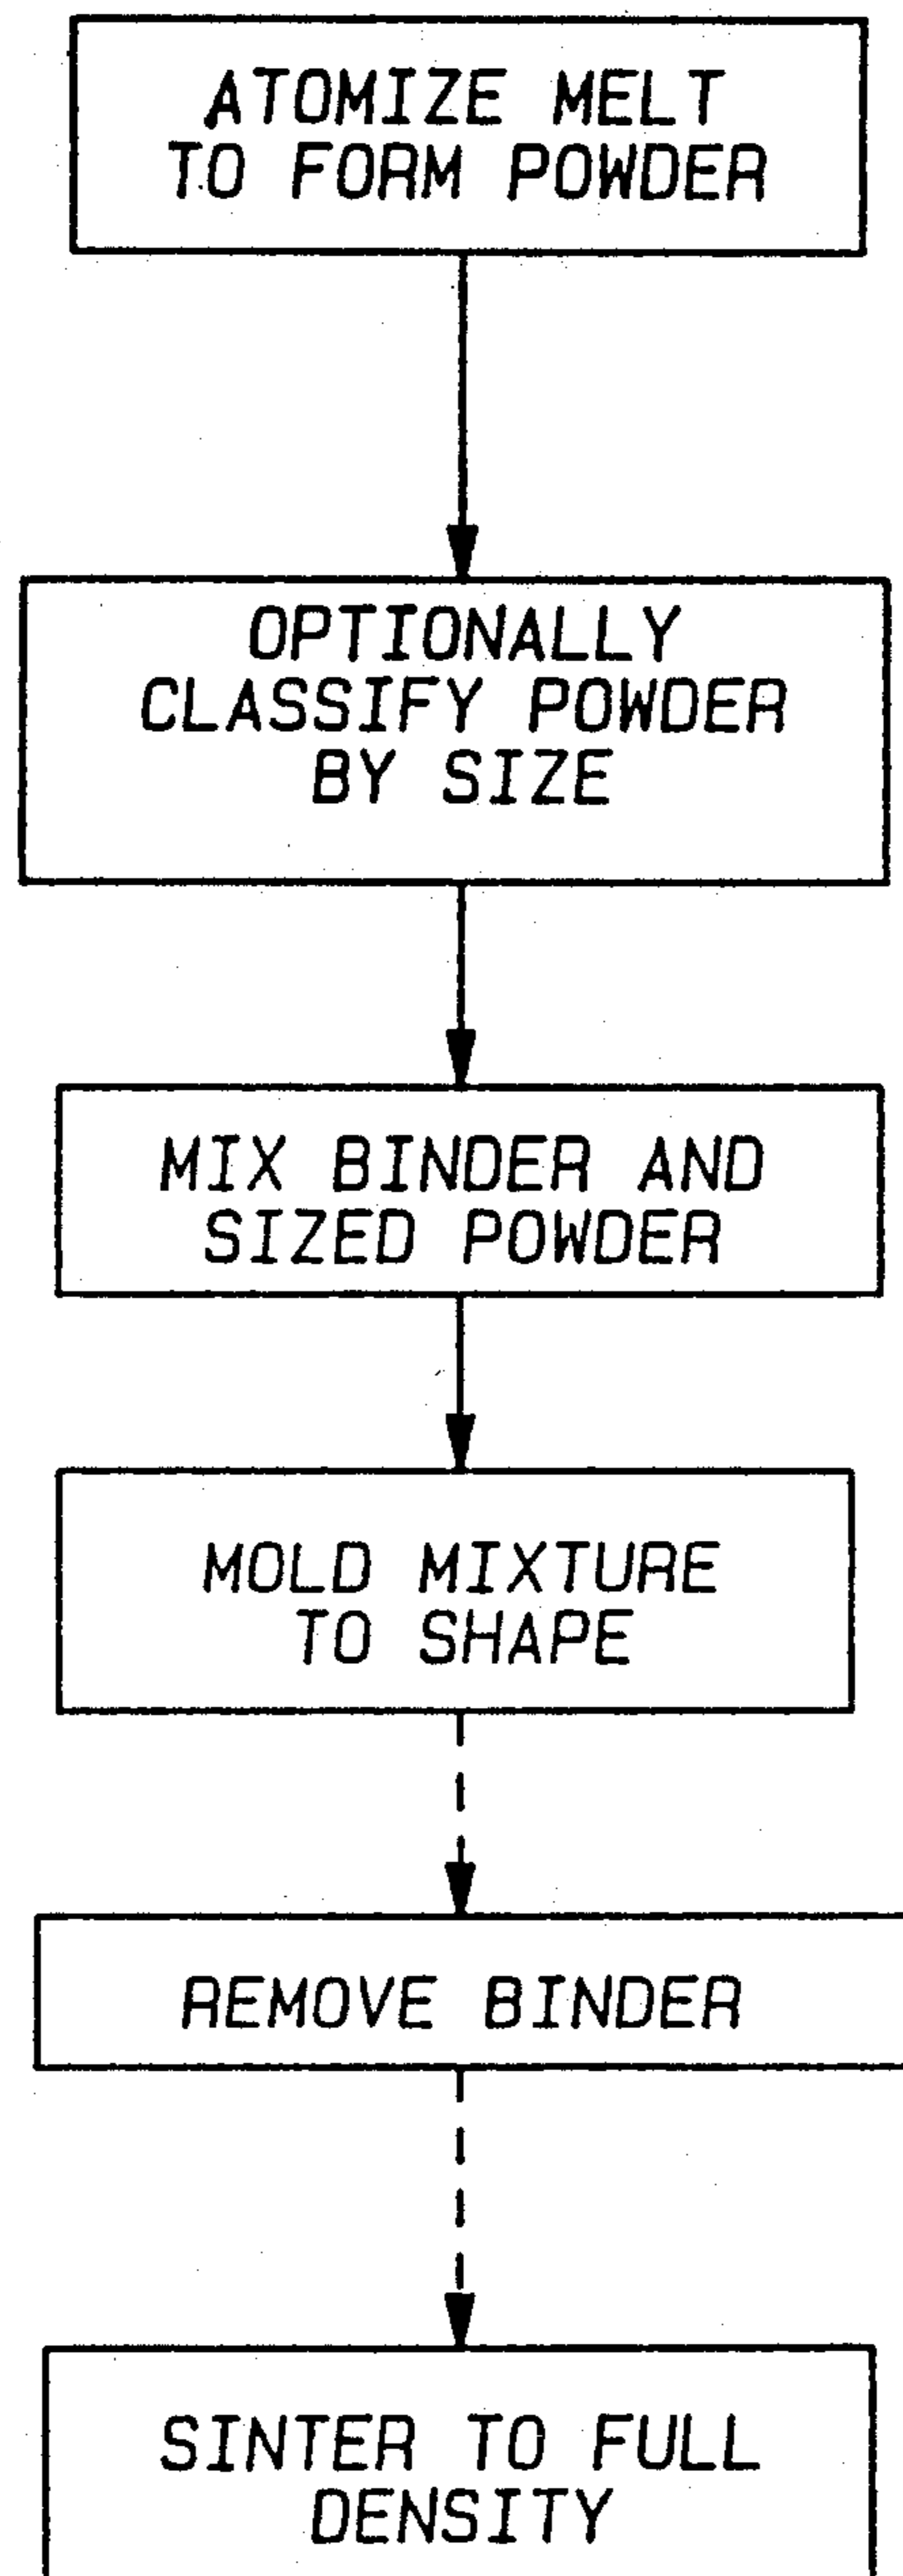 ATOMIZE MELT
TO FORM POWDER
OPTIONALLY
CLASSIFY POWDER
BY SIZE
MIX BINDER AND
SIZED POWDER
MOLD MIXTURE
TO SHAPE
REMOVE BINDER
SINTER TO FULL
DENSITY